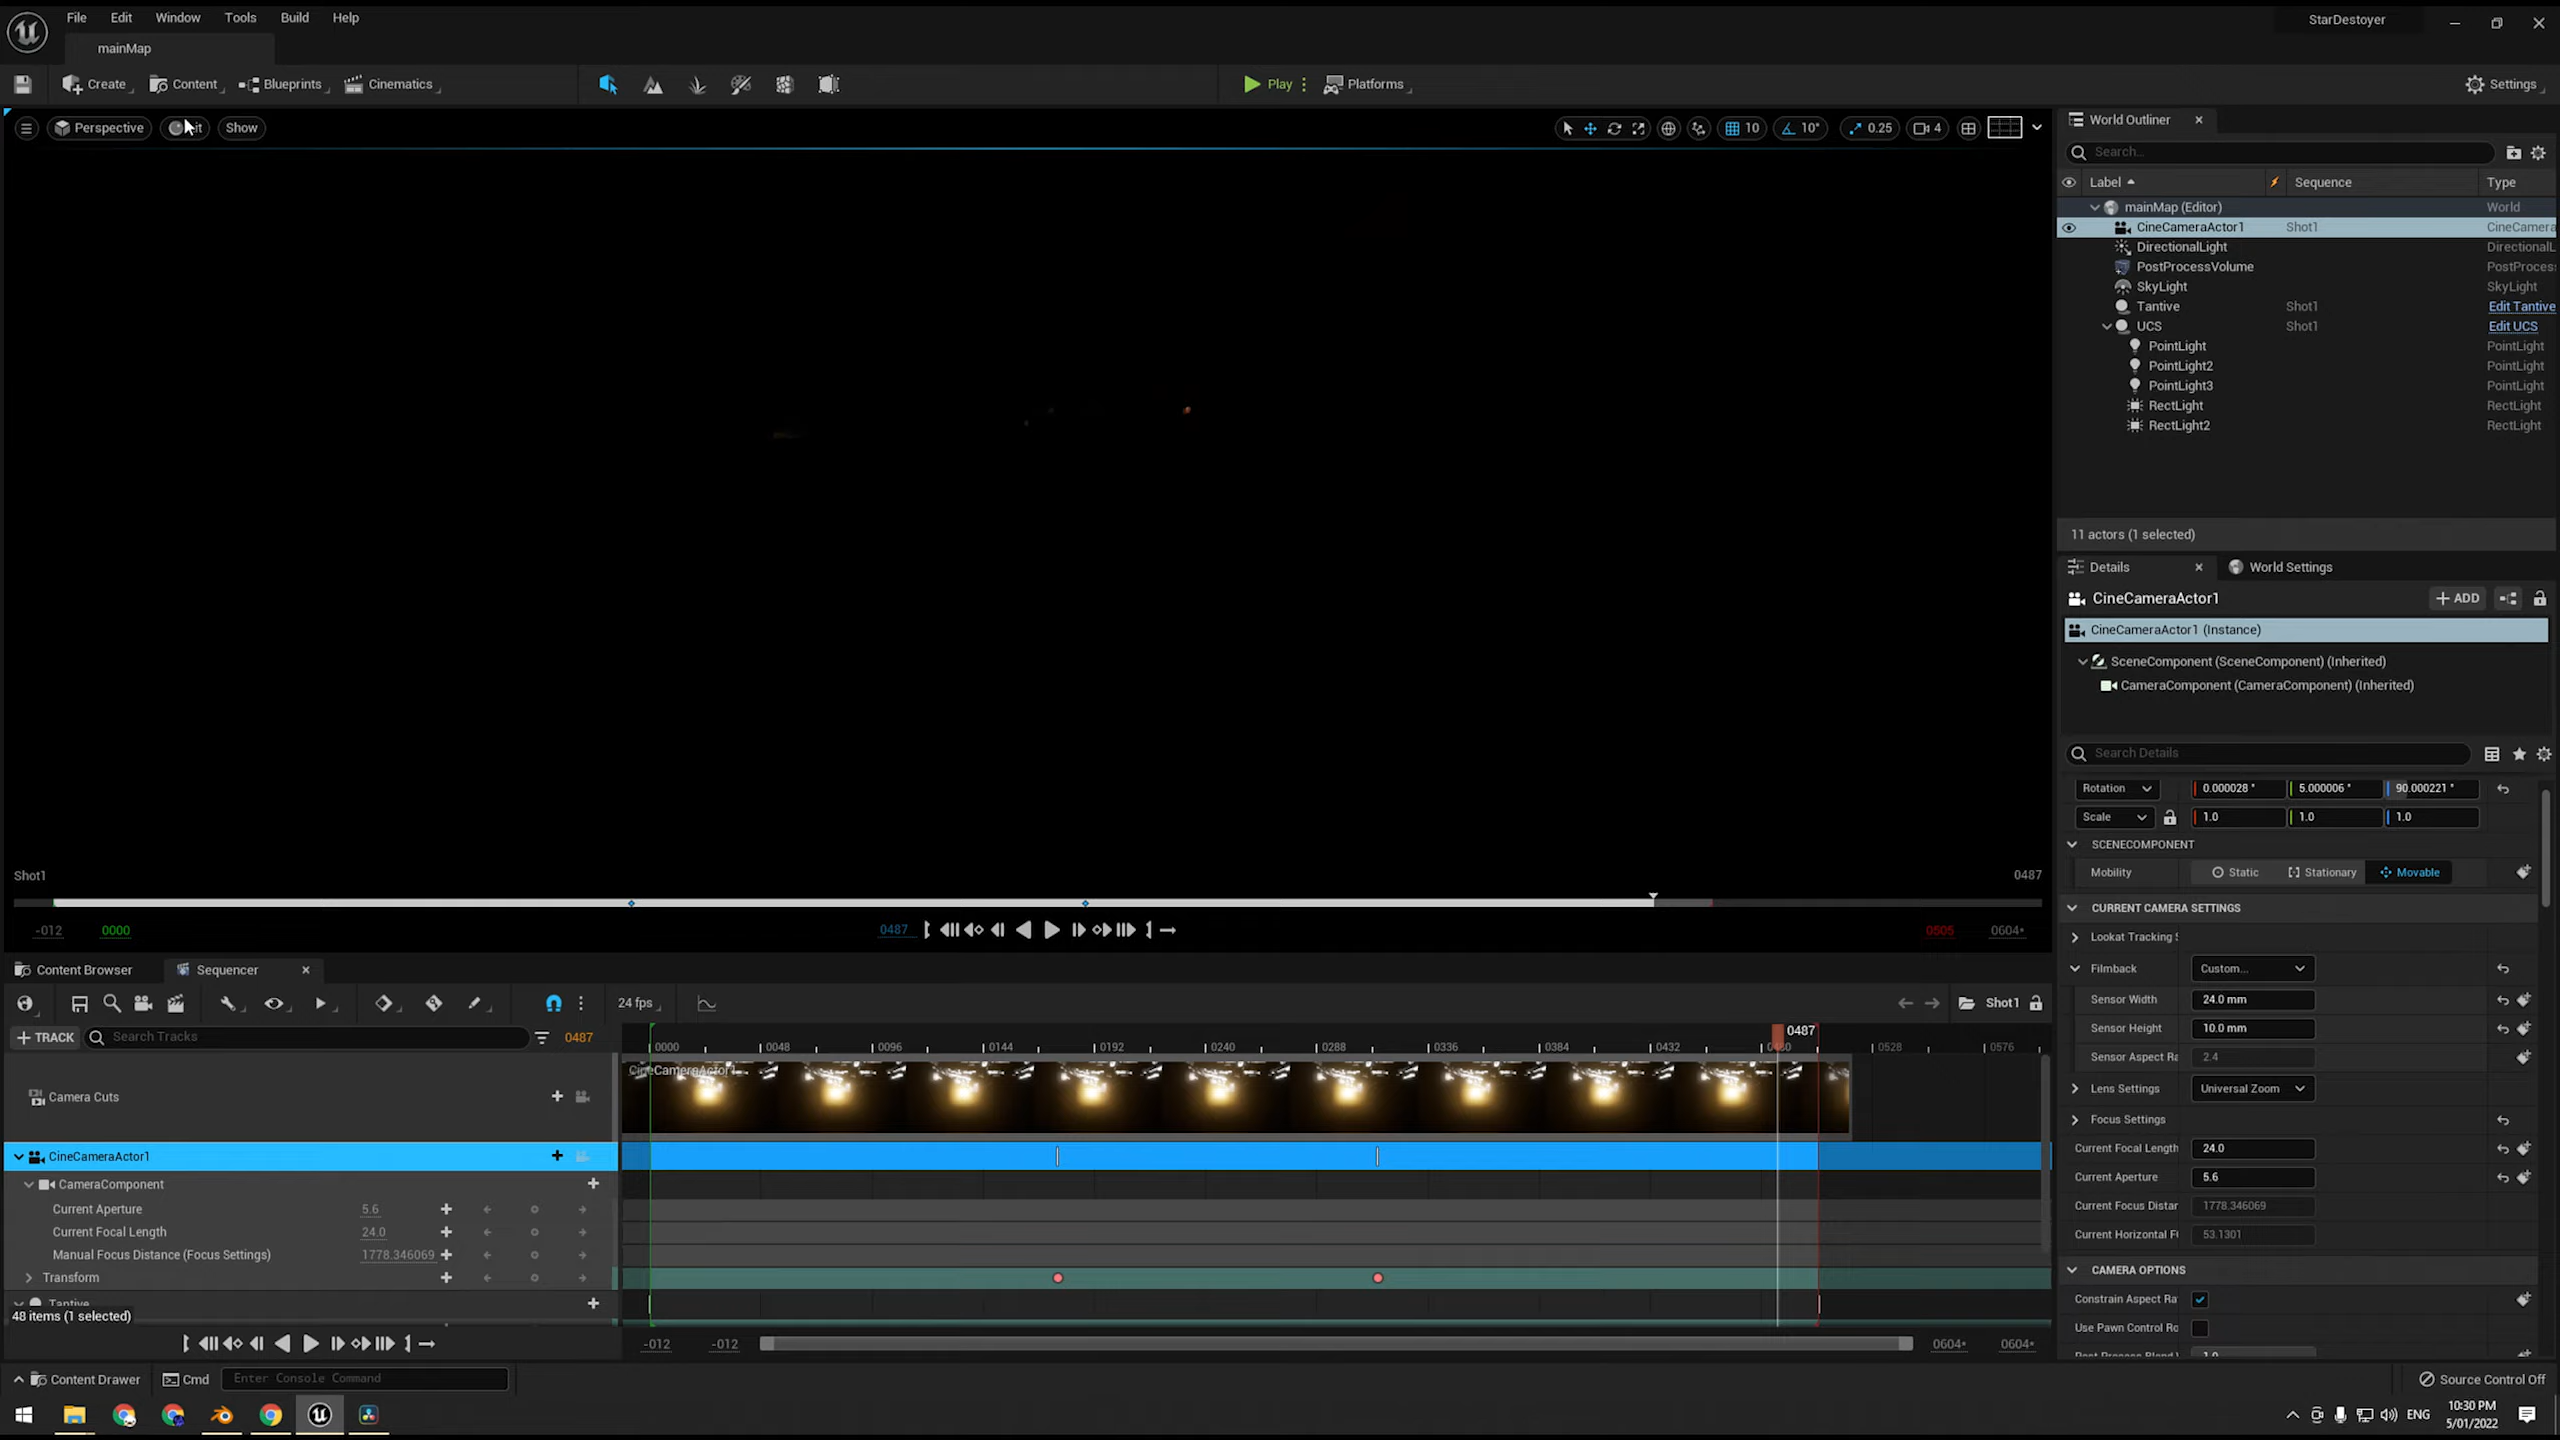 File Edit Window Tools Build Help
StarDestoyer
mainMap
Create Content Blueprints Cinematics
Play Platforms
Settings
Perspective Show
10 10° 0.25 4
World Outliner
Search...
Label Sequence Type
mainMap (Editor) World
CineCameraActor1 Shot1 CineCamera
DirectionalLight DirectionalL
PostProcessVolume PostProces
SkyLight SkyLight
Tantive Shot1 Edit Tantive
UCS Shot1 Edit UCS
PointLight PointLight
PointLight2 PointLight
PointLight3 PointLight
RectLight RectLight
RectLight2 RectLight
11 actors (1 selected)
Details World Settings
CineCameraActor1 ADD
CineCameraActor1 (Instance)
SceneComponent (SceneComponent) (Inherited)
CameraComponent (CameraComponent) (Inherited)
Search Details
Rotation 0.000028 ° 5.000006 ° 90.000221 °
Scale 1.0 1.0 1.0
SCENECOMPONENT
Mobility Static Stationary Movable
CURRENT CAMERA SETTINGS
Lookat Tracking S
Filmback Custom...
Sensor Width 24.0 mm
Sensor Height 10.0 mm
Sensor Aspect Ra 2.4
Lens Settings Universal Zoom
Focus Settings
Current Focal Length 24.0
Current Aperture 5.6
Current Focus Distar 1778.346069
Current Horizontal F 53.1301
CAMERA OPTIONS
Constrain Aspect Ra
Use Pawn Control Ro
Shot1 0487
-012 0000 0487 0505 0604*
Content Browser Sequencer
24 fps Shot1
TRACK Search Tracks 0487
0487
0000 0048 0096 0144 0192 0240 0288 0336 0384 0432 0480 0528 0576
CineCameraActor1
Camera Cuts
CineCameraActor1
CameraComponent
Current Aperture 5.6
Current Focal Length 24.0
Manual Focus Distance (Focus Settings) 1778.346069
Transform
Tantive
48 items (1 selected)
-012 -012 0604* 0604*
Content Drawer Cmd Enter Console Command
Source Control Off
ENG
10:30 PM
5/01/2022